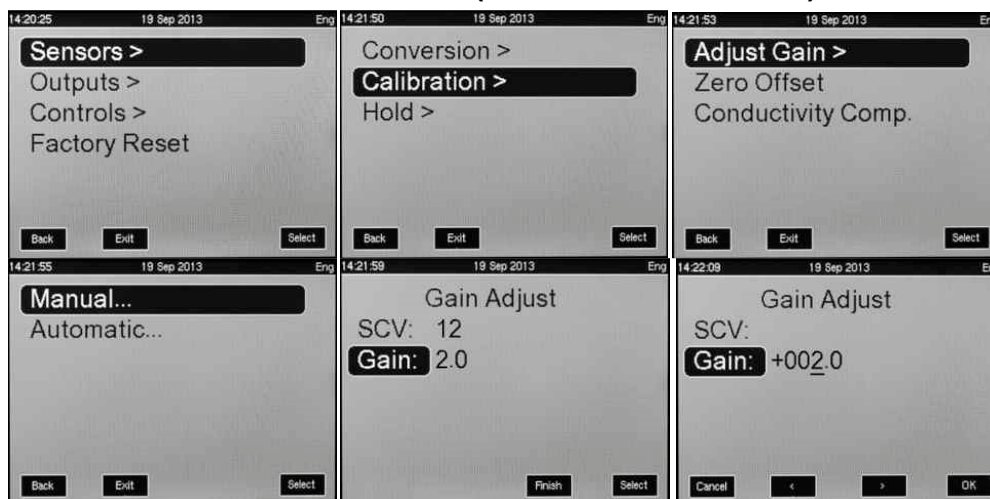 14:20:25 19 Sep 2013 Eng
Sensors >
Outputs >
Controls >
Factory Reset
Back Exit Select
14:21:50 19 Sep 2013 Eng
Conversion >
Calibration >
Hold >
Back Exit Select
14:21:53 19 Sep 2013
Adjust Gain >
Zero Offset
Conductivity Comp.
Back Exit Select
14:21:55 19 Sep 2013 Eng
Manual...
Automatic...
Back Exit Select
14:21:59 19 Sep 2013 Eng
Gain Adjust
SCV: 12
Gain: 2.0
Finish Select
14:22:09 19 Sep 2013
Gain Adjust
SCV:
Gain: +002.0
Cancel < > OK